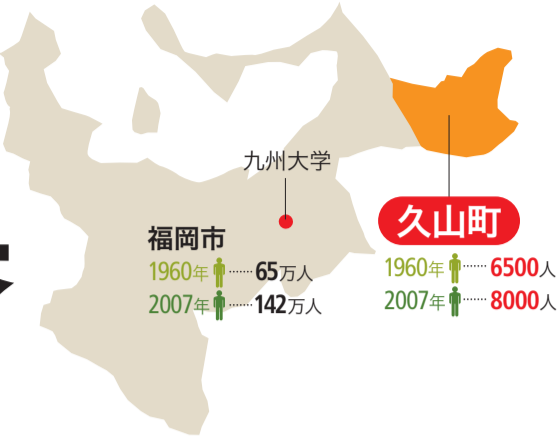 九州大学
福岡市
1960年……65万人
2007年……142万人
久山町
1960年……6500人
2007年……8000人